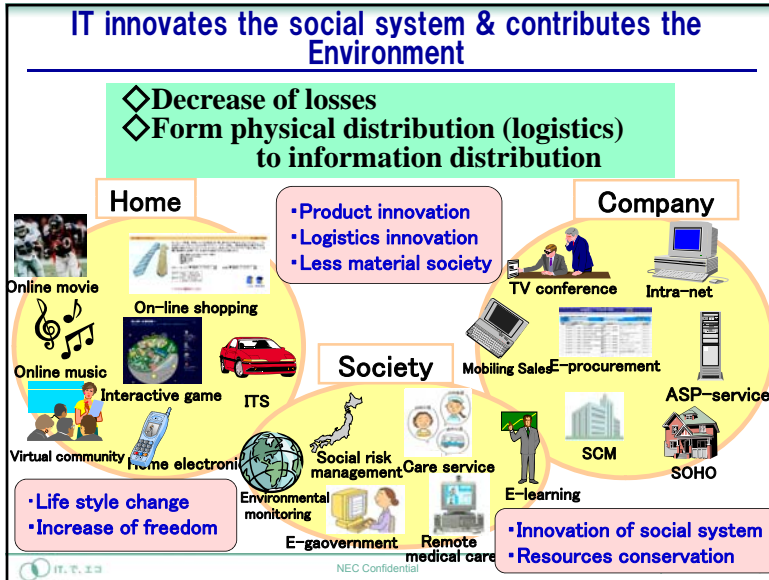 IT innovates the social system & contributes the
Environment
◇Decrease of losses
◇Form physical distribution (logistics)
to information distribution
Home
・Product innovation
・Logistics innovation
・Less material society
Company
Online movie
On-line shopping
TV conference
Intra-net
Online music
Interactive game
ITS
Society
Mobiling Sales
E-procurement
ASP-service
Virtual community
Home electroni
Social risk
management
Care service
SCM
SOHO
Environmental
monitoring
E-learning
・Life style change
・Increase of freedom
E-gaovernment
Remote
medical care
・Innovation of social system
・Resources conservation
IT、で、エコ
NEC Confidential